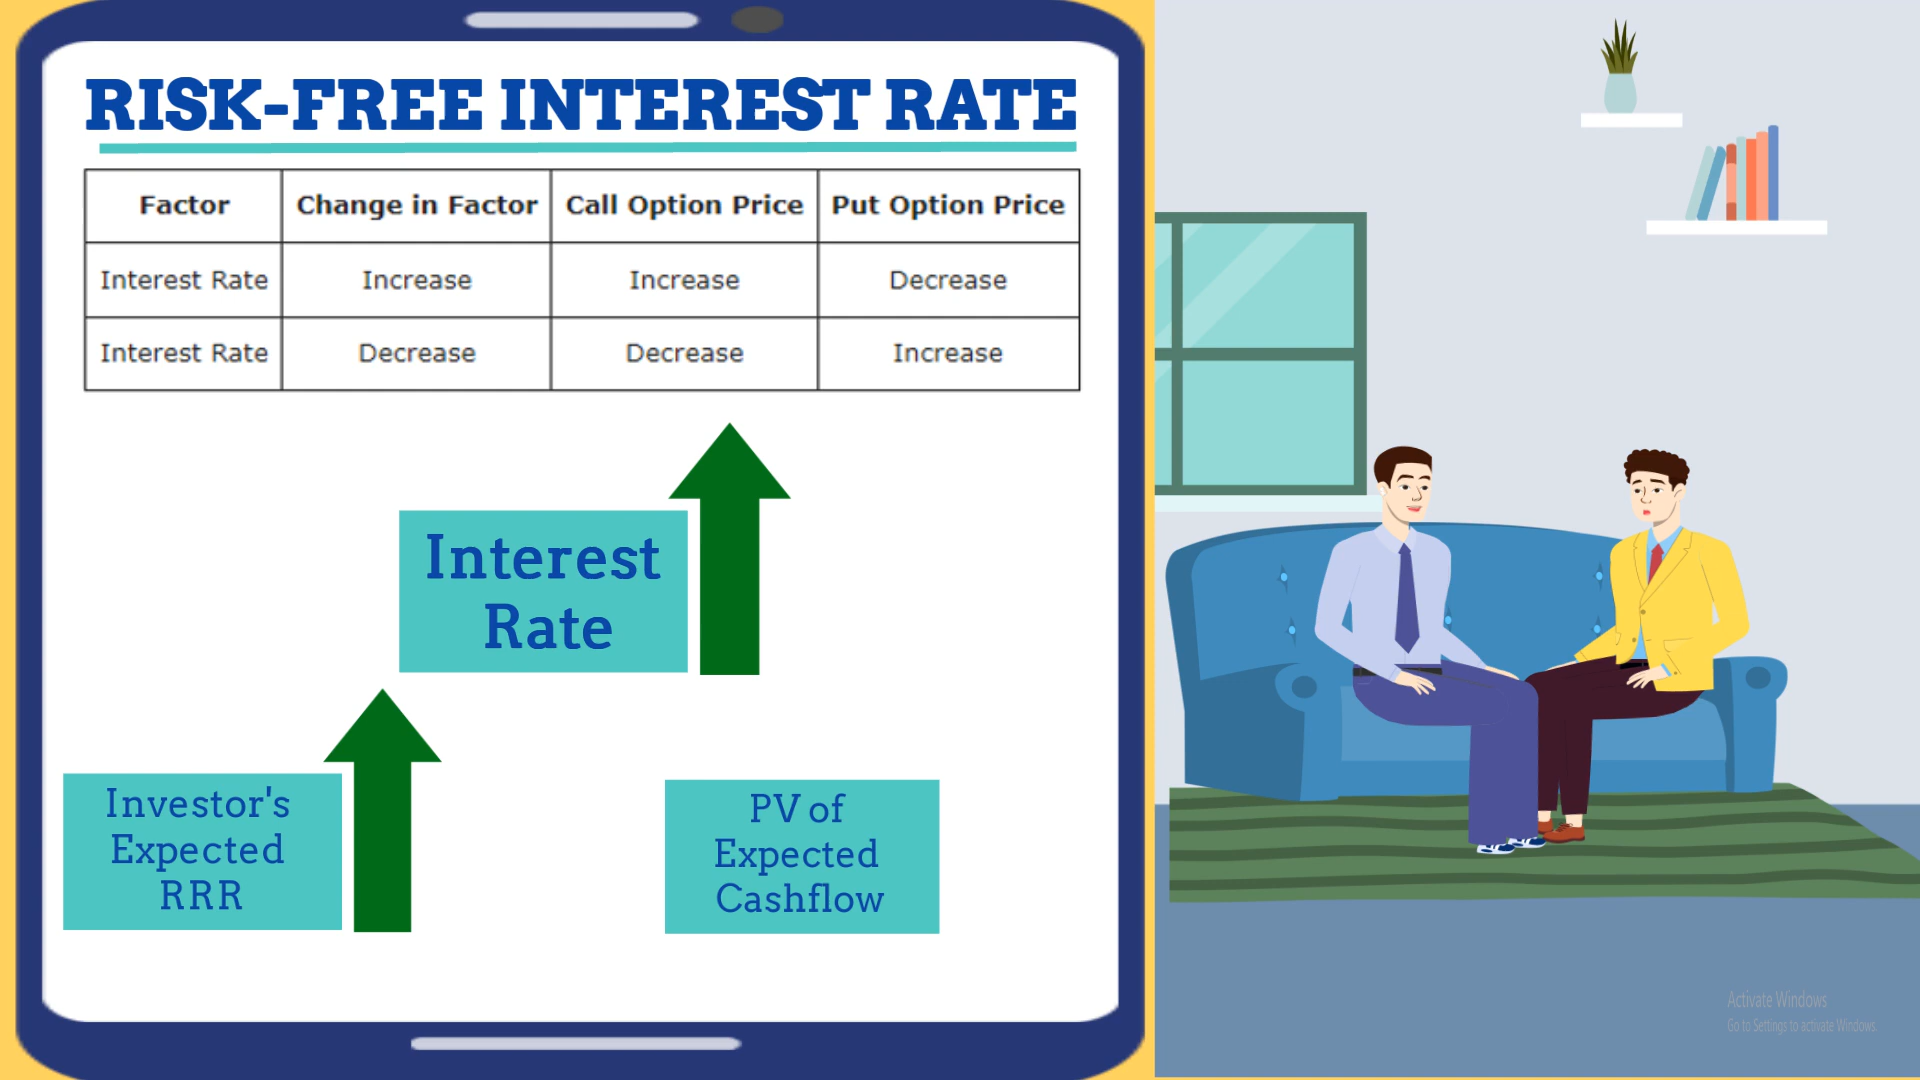 RISK-FREE INTEREST RATE
Factor Change in Factor Call Option Price Put Option Price
Interest Rate Increase Increase Decrease
Interest Rate Decrease Decrease Increase
Interest
Rate
Investor's
Expected
RRR
PV of
Expected
Cashflow
Activate Windows
Go to Settings to activate Windows.